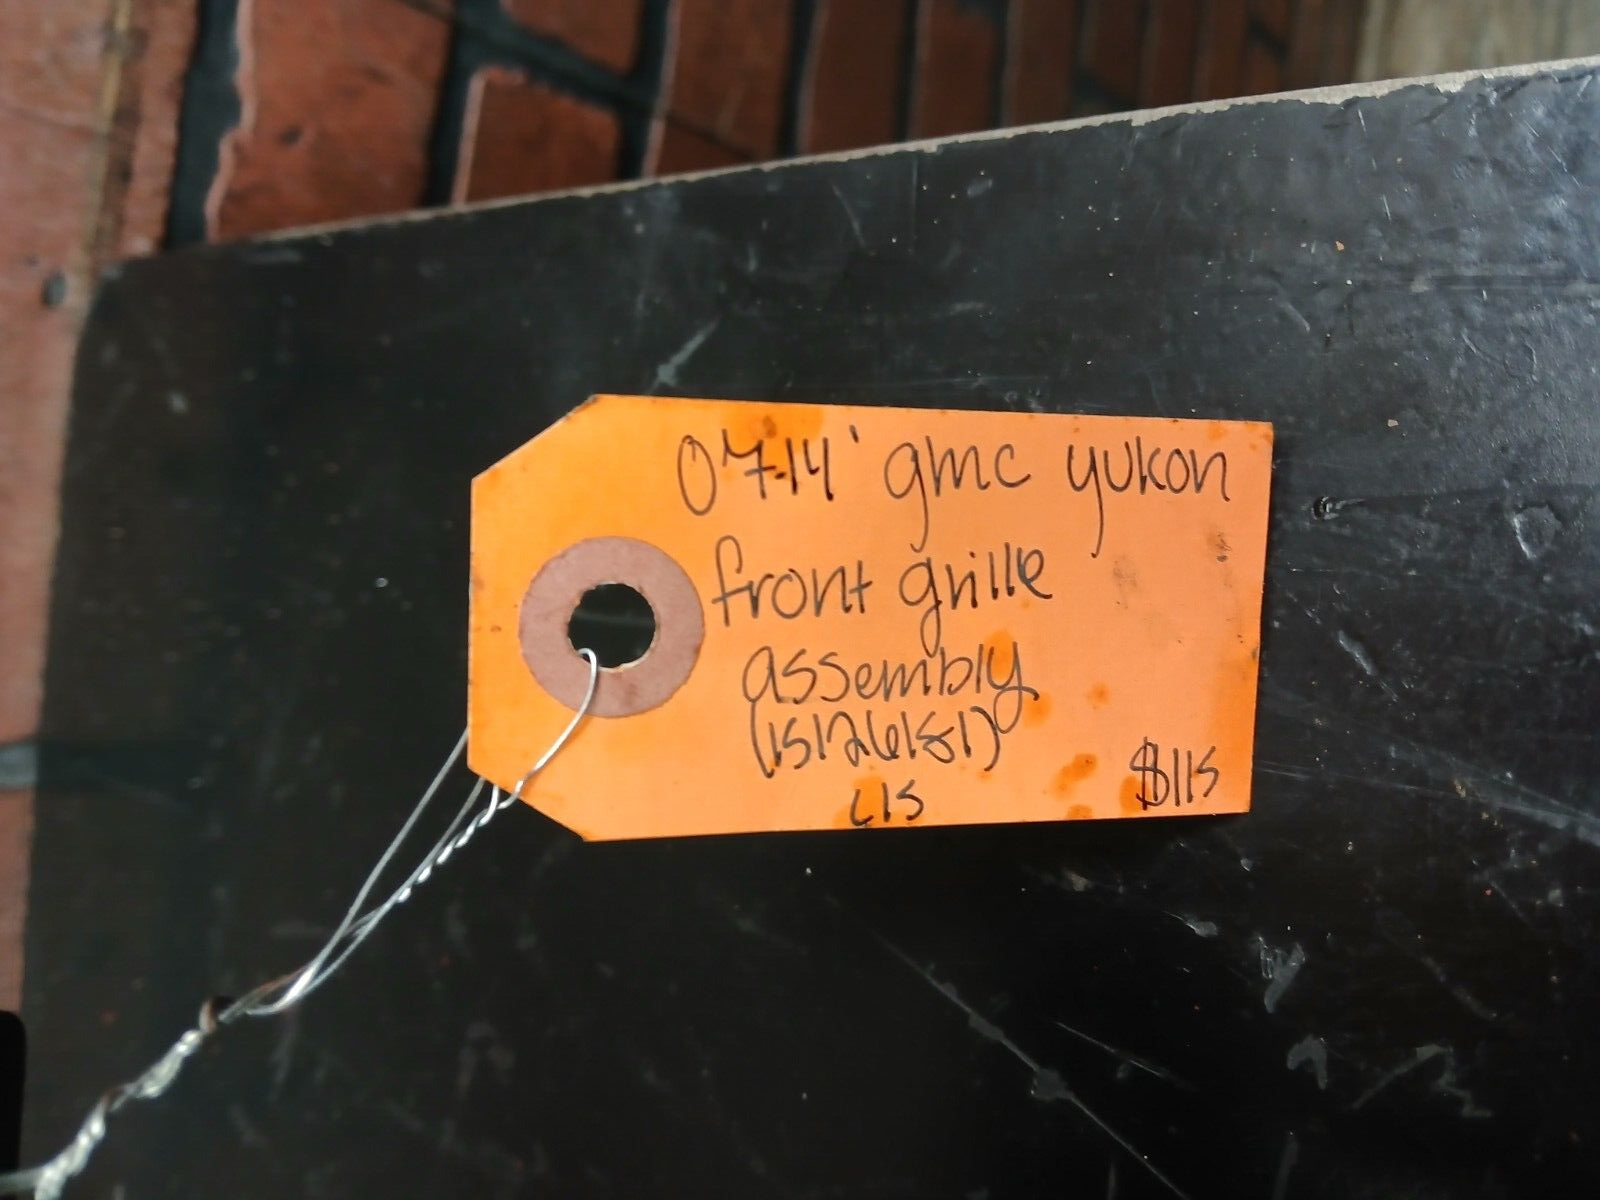 07-14' gmc yukon
front grille
assembly
(15126181)
L15
$115